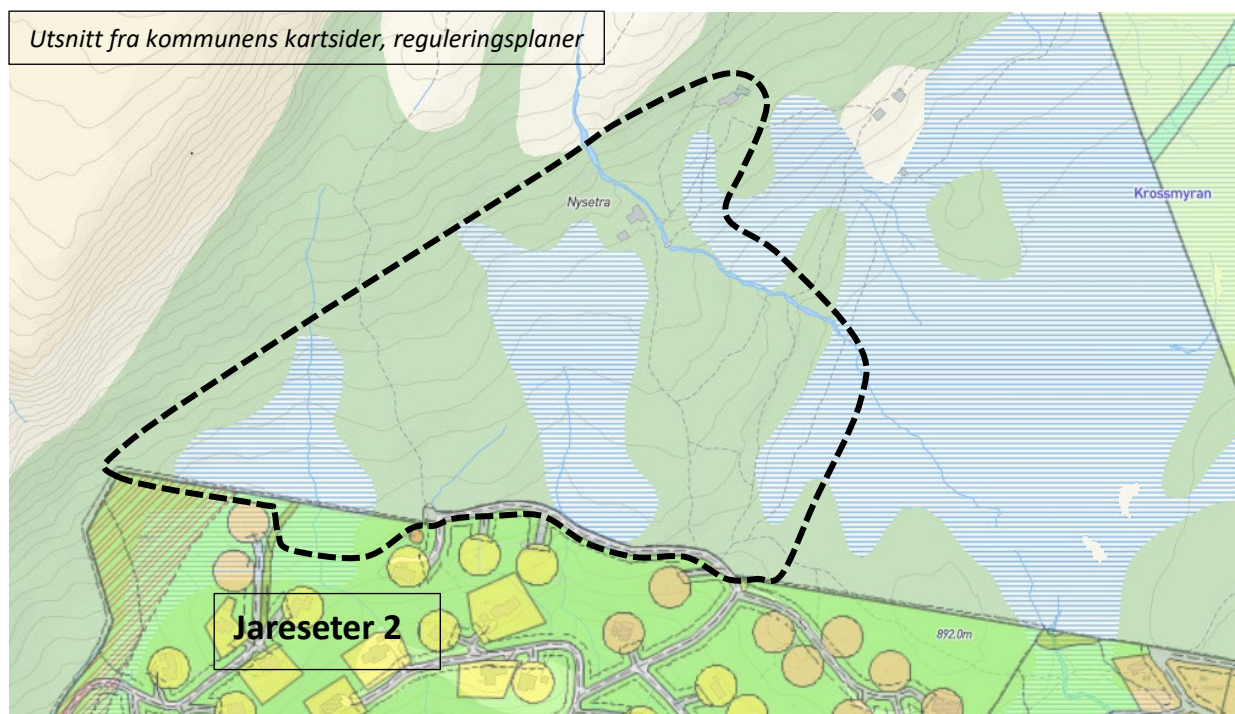 Utsnitt fra kommunens kartsider, reguleringsplaner
Nysetra
Krossmyran
Jareseter 2
892.0m